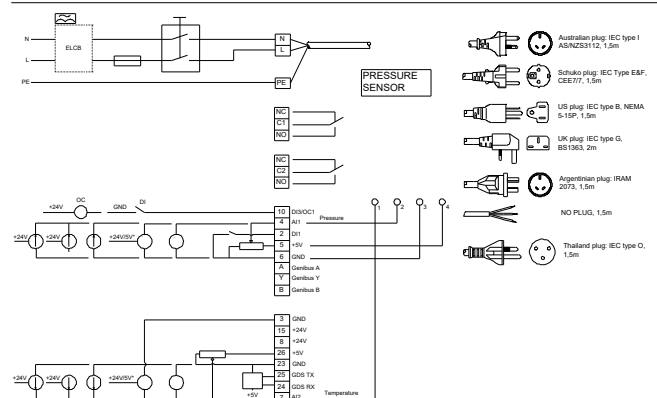 N
ELCB
L
PE
N
L
PE
PRESSURE
SENSOR
NC
C1
NO
NC
C2
NO
+24V
OC
GND
DI
+24V
+24V
+24V/5V*
10 DI3/OC1
4 AI1
Pressure
2 DI1
5 +5V
6 GND
A Genibus A
Y Genibus Y
B Genibus B
1
2
3
4
3 GND
15 +24V
8 +24V
26 +5V
23 GND
25 GDS TX
24 GDS RX
7 AI2
Temperature
+24V
+24V
+24V/5V*
+5V
Australian plug: IEC type I
AS/NZS3112, 1,5m
Schuko plug: IEC Type E&F,
CEE7/7, 1,5m
US plug: IEC type B, NEMA
5-15P, 1,5m
UK plug: IEC type G,
BS1363, 2m
Argentinian plug: IRAM
2073, 1,5m
NO PLUG, 1,5m
Thailand plug: IEC type O,
1,5m